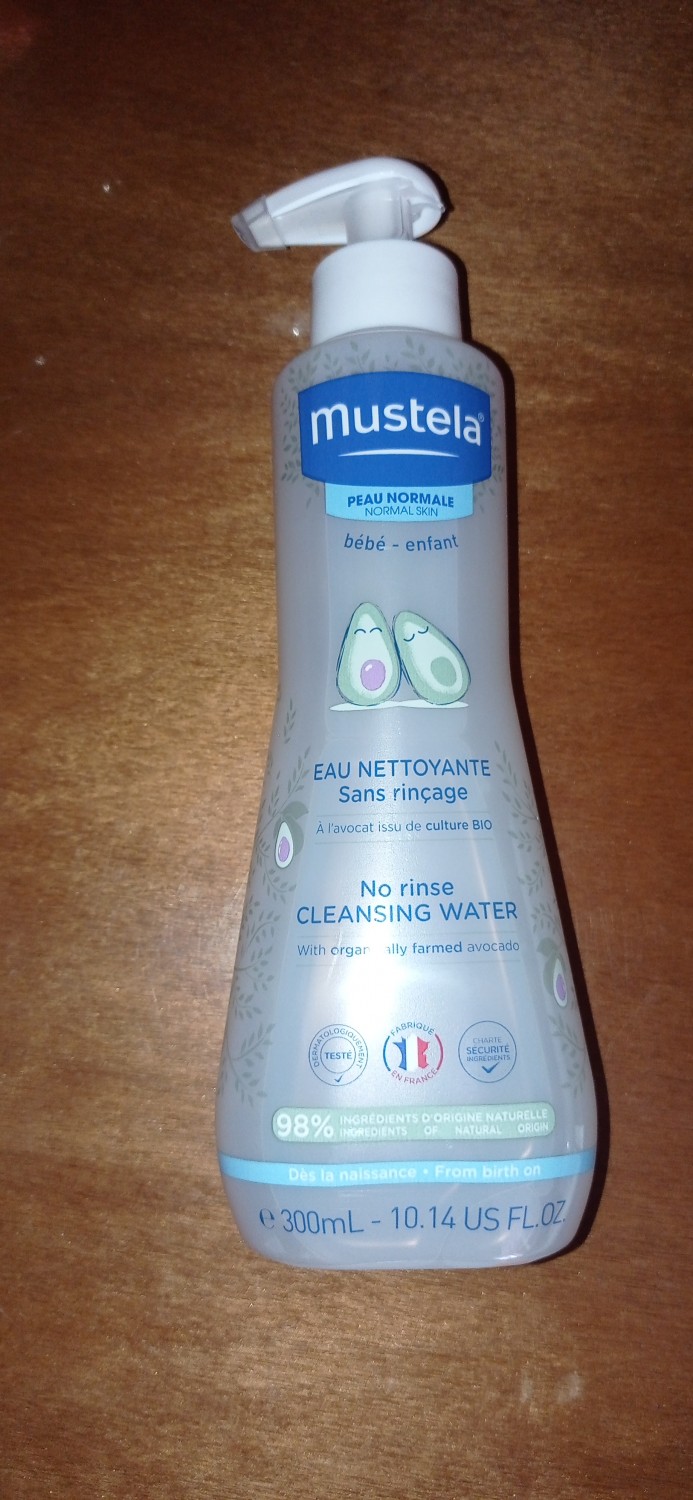 mustela®
PEAU NORMALE
NORMAL SKIN
bébé - enfant
EAU NETTOYANTE
Sans rinçage
À l'avocat issu de culture BIO
No rinse
CLEANSING WATER
With organically farmed avocado
DERMATOLOGIQUEMENT
TESTÉ
FABRIQUÉ
EN FRANCE
CHARTE
SÉCURITÉ
INGRÉDIENTS
98% INGRÉDIENTS D'ORIGINE NATURELLE
INGREDIENTS OF NATURAL ORIGIN
Dès la naissance • From birth on
℮ 300mL - 10.14 US FL.OZ.